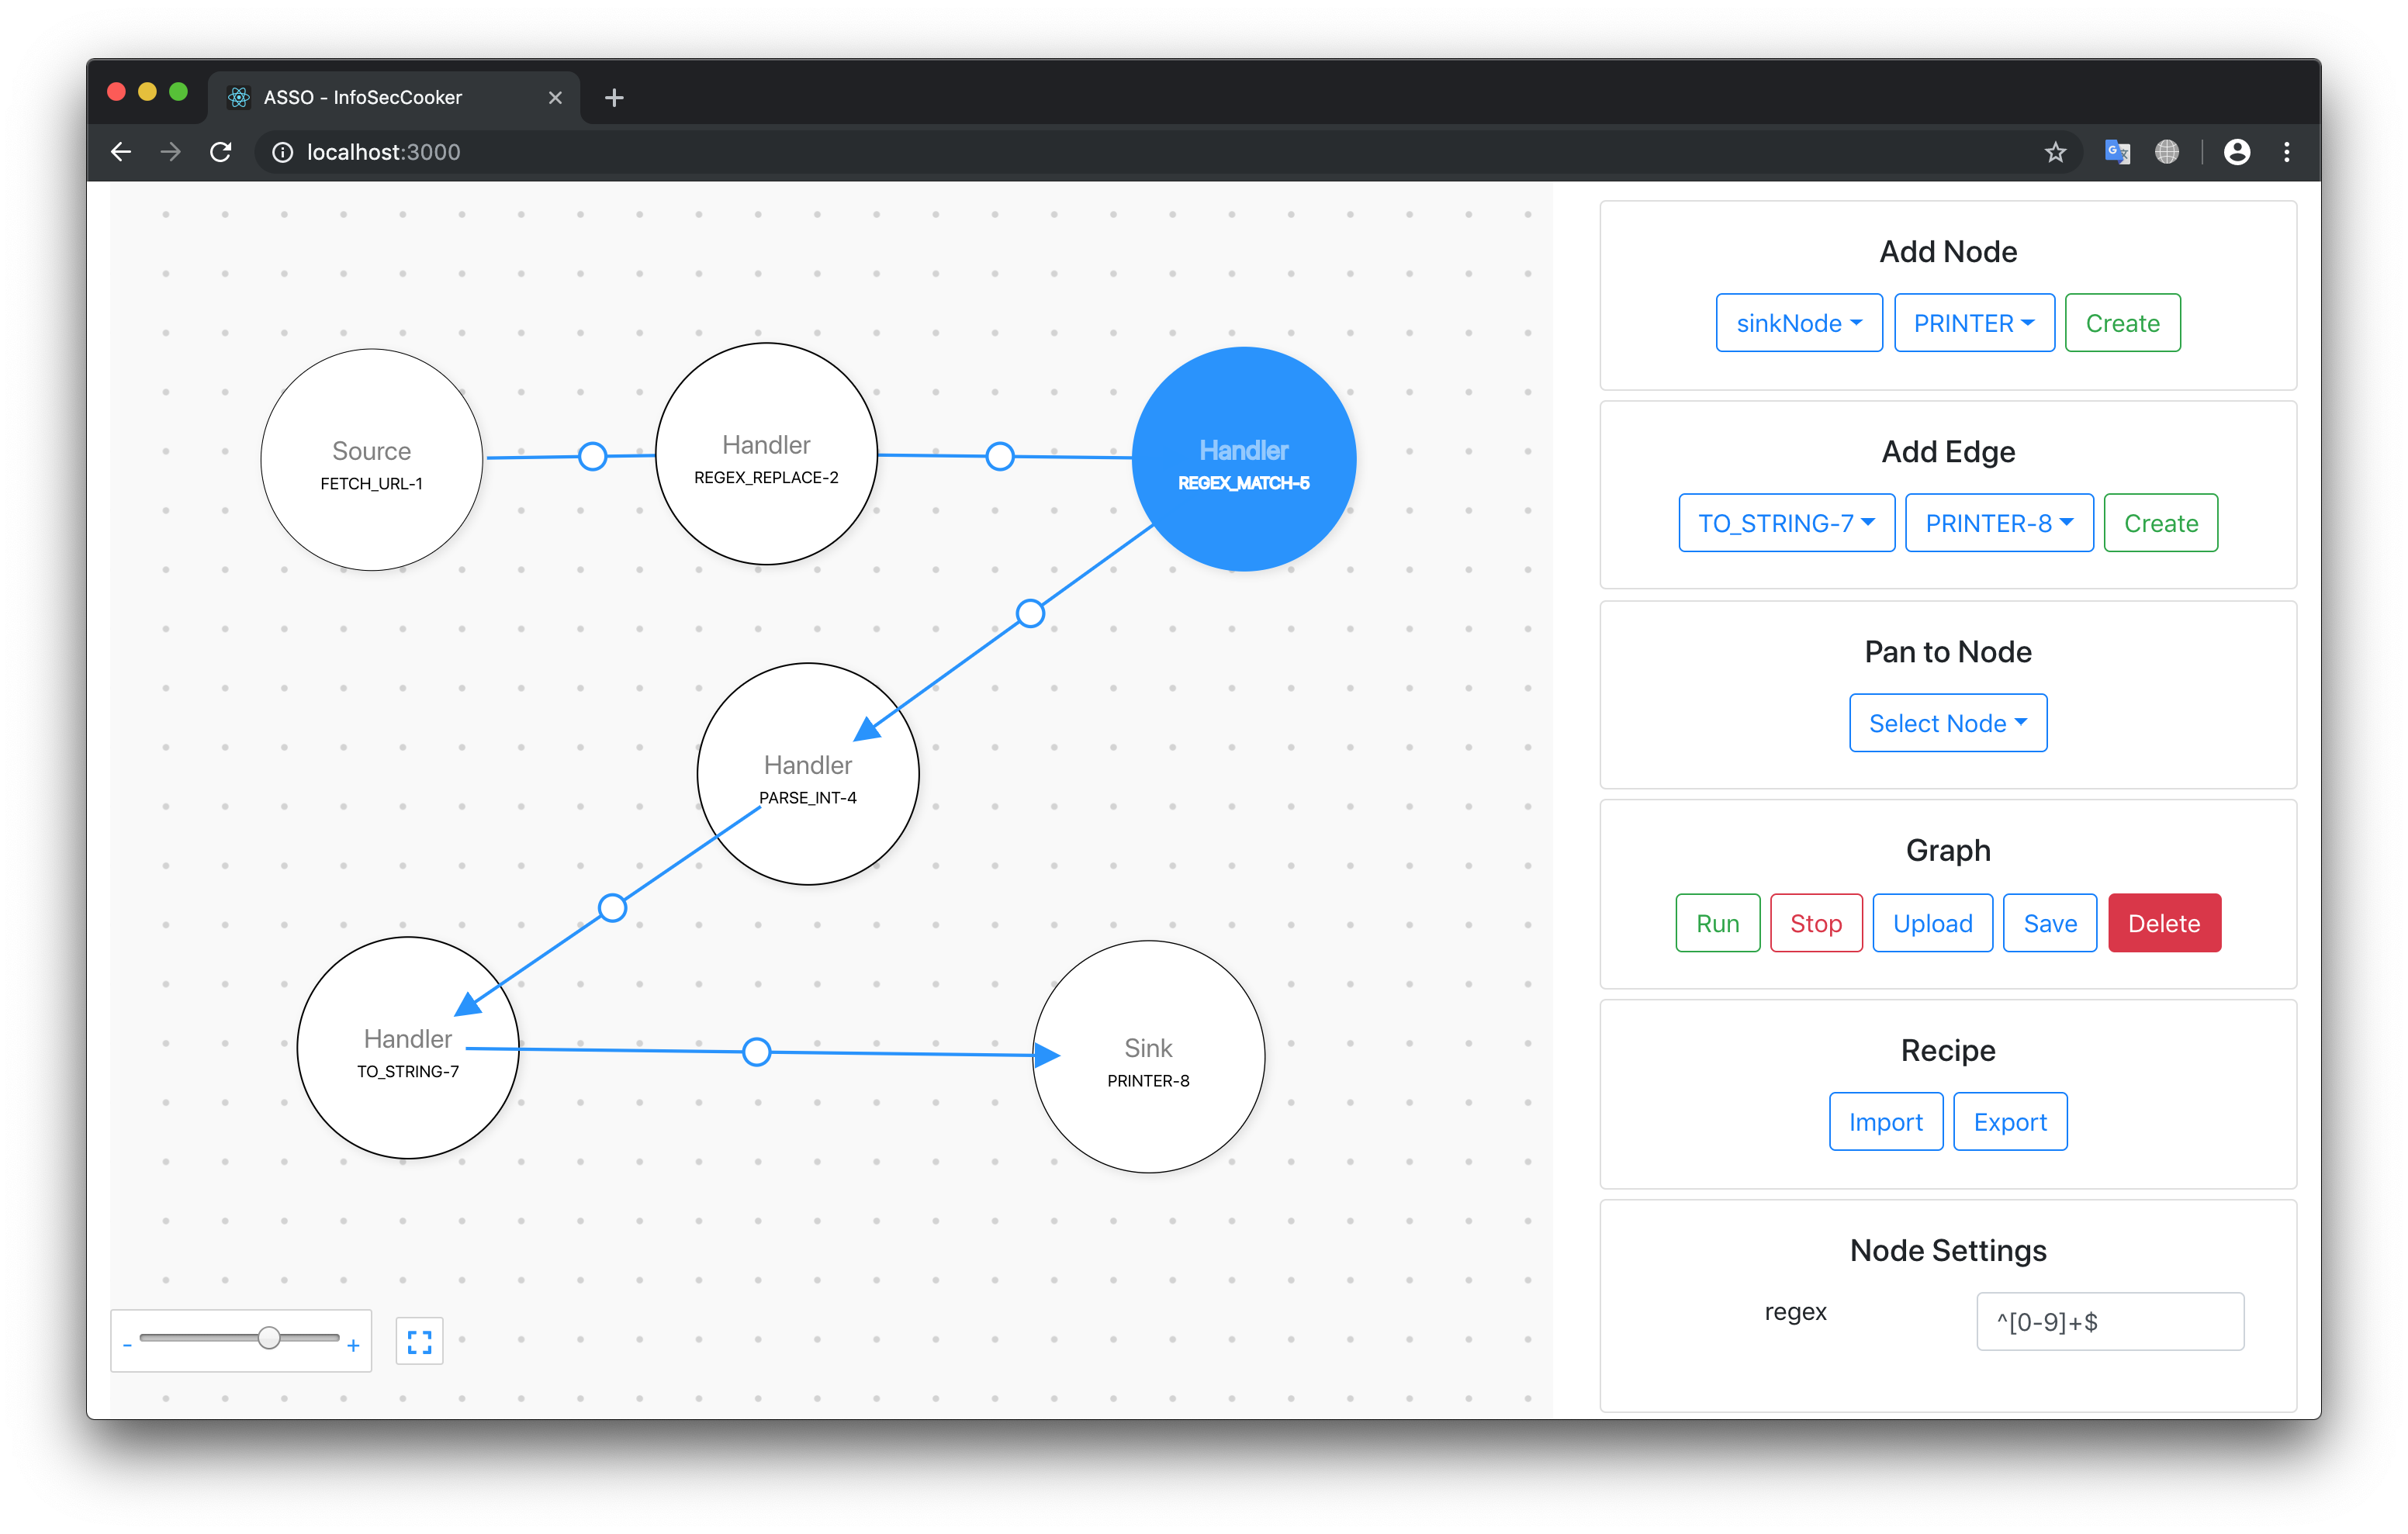 ASSO - InfoSecCooker
localhost:3000
Source
FETCH_URL-1
Handler
REGEX_REPLACE-2
Handler
REGEX_MATCH-5
Handler
PARSE_INT-4
Handler
TO_STRING-7
Sink
PRINTER-8
- +
Add Node
sinkNode PRINTER Create
Add Edge
TO_STRING-7 PRINTER-8 Create
Pan to Node
Select Node
Graph
Run Stop Upload Save Delete
Recipe
Import Export
Node Settings
regex ^[0-9]+$